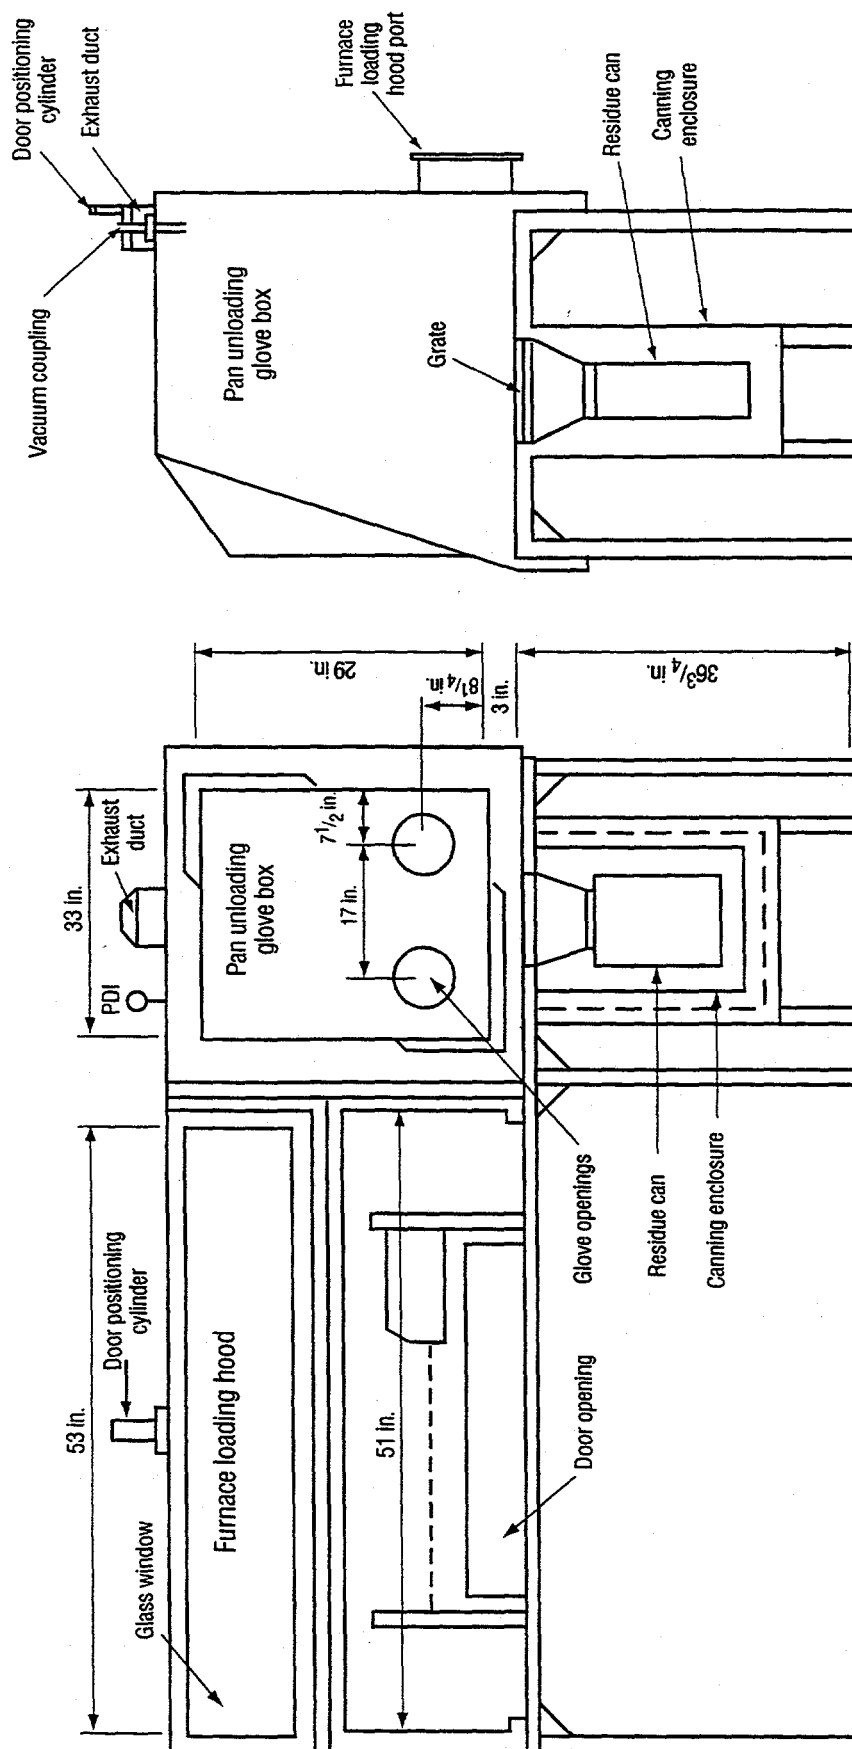 Door positioning
cylinder
Exhaust duct
Vacuum coupling
Pan unloading
glove box
Furnace
loading
hood port
Grate
Residue can
Canning
enclosure
53 in.
Door positioning
cylinder
Glass window
Furnace loading hood
51 in.
Door opening
33 in.
PDI
Exhaust
duct
Pan unloading
glove box
17 in.
7 1/2 in.
29 in.
8 1/4 in.
3 in.
36 3/4 in.
Glove openings
Residue can
Canning enclosure